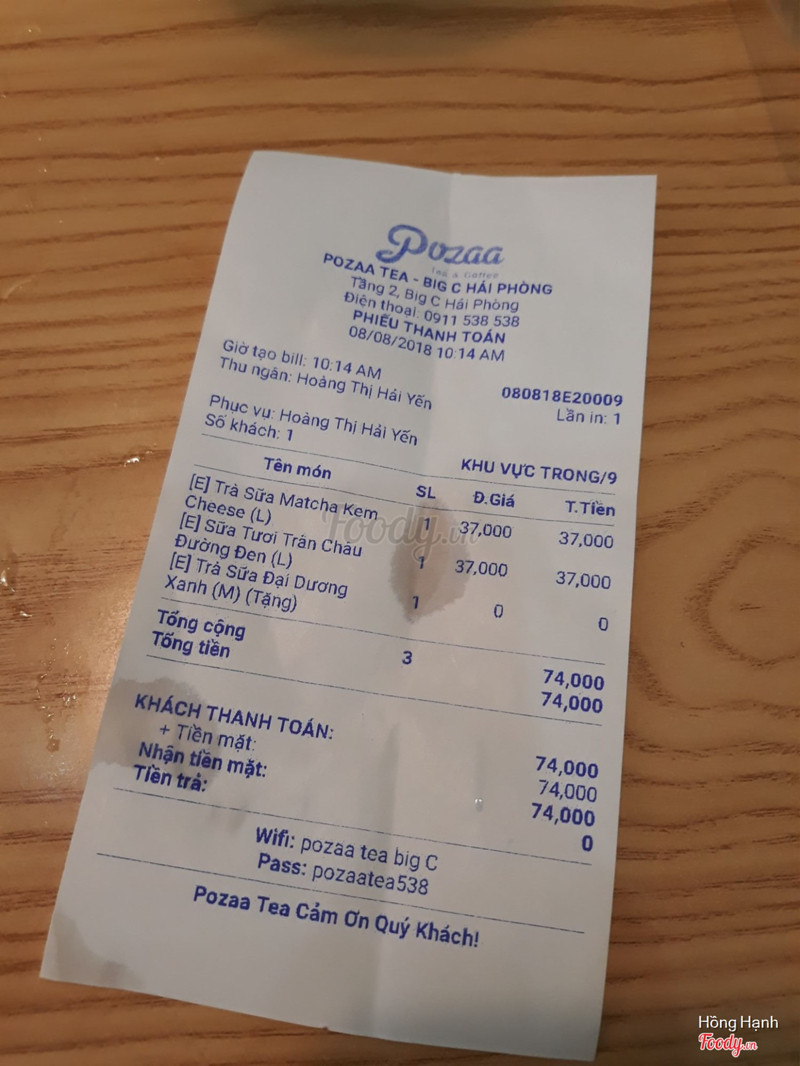 Pozaa
Tea & Coffee
POZAA TEA - BIG C HẢI PHÒNG
Tầng 2, Big C Hải Phòng
Điện thoại: 0911 538 538
PHIẾU THANH TOÁN
08/08/2018 10:14 AM
Giờ tạo bill: 10:14 AM
080818E20009
Thu ngân: Hoàng Thị Hải Yến
Lần in: 1
Phục vụ: Hoàng Thị Hải Yến
Số khách: 1
KHU VỰC TRONG/9
Tên món SL Đ.Giá T.Tiền
[E] Trà Sữa Matcha Kem 1 37,000 37,000
Cheese (L)
[E] Sữa Tươi Trân Châu 1 37,000 37,000
Đường Đen (L)
[E] Trà Sữa Đại Dương 1 0 0
Xanh (M) (Tặng)
Tổng cộng 3 74,000
Tổng tiền 74,000
KHÁCH THANH TOÁN: 74,000
+ Tiền mặt: 74,000
Nhận tiền mặt: 74,000
Tiền trả: 0
Wifi: pozaa tea big C
Pass: pozaatea538
Pozaa Tea Cảm Ơn Quý Khách!
Foody.vn
Hồng Hạnh
Foody.vn